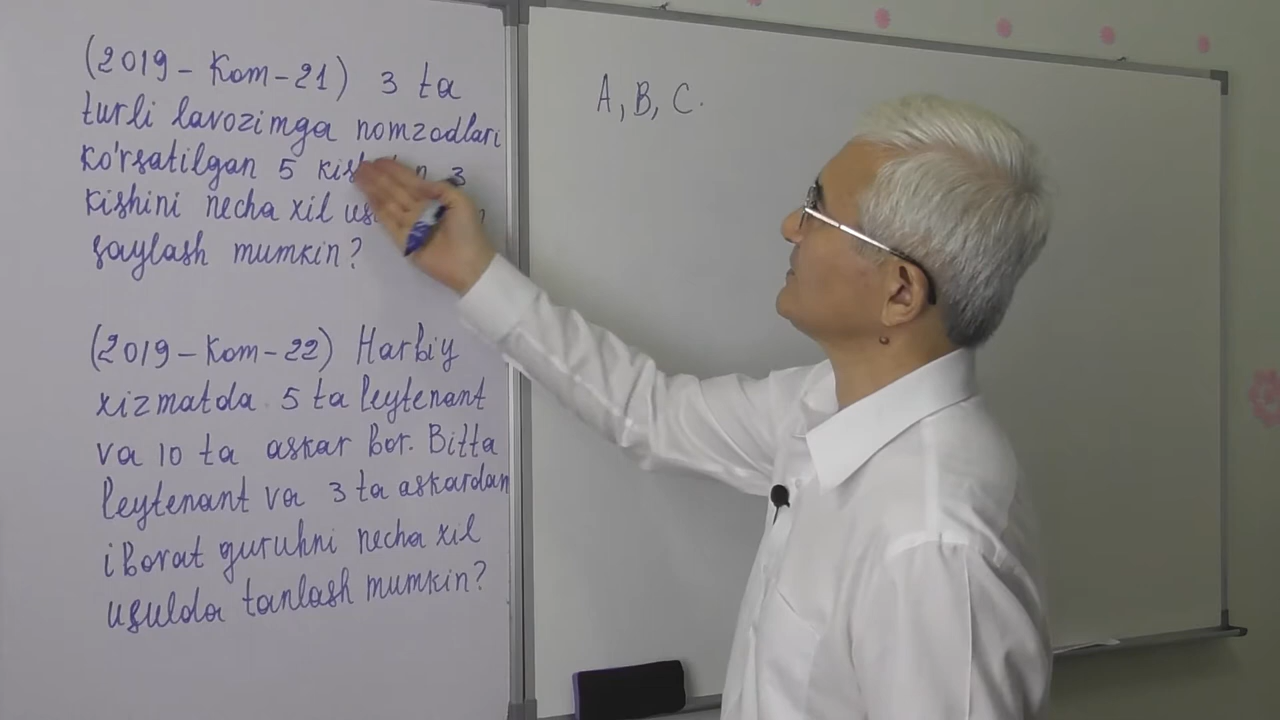 (2019 - Kom - 21) 3 ta
turli lavozimga nomzodlari
ko'rsatilgan 5 3
kishini necha xil
saylash mumkin?
(2019 - Kom - 22) Harbiy
xizmatda 5 ta leytenant
va 10 ta askar bor. Bitta
leytenant va 3 ta askardan
iborat guruhni necha xil
usulda tanlash mumkin?
A, B, C.